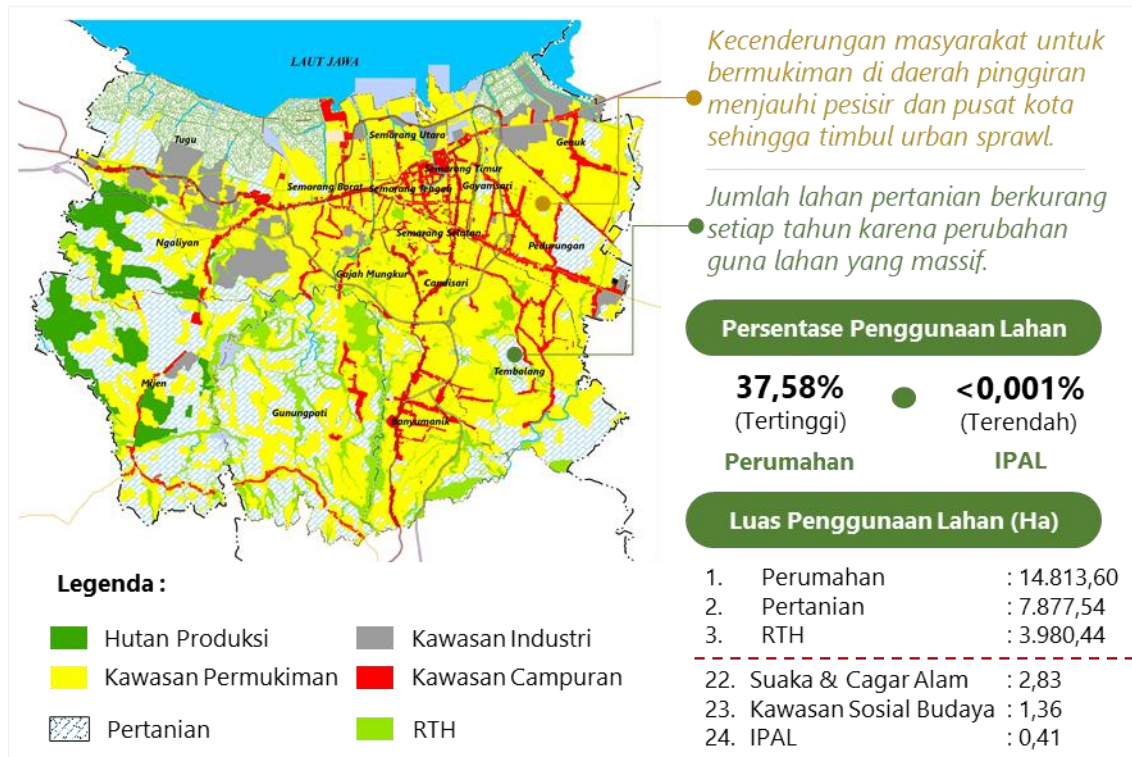 LAUT JAWA
Tugu
Semarang Utara
Genuk
Semarang Timur
Semarang Barat
Semarang Tengah
Gayamsari
Ngaliyan
Semarang Selatan
Pedurungan
Gajah Mungkur
Candisari
Mijen
Tembalang
Gunungpati
Banyumanik
Kecenderungan masyarakat untuk
bermukiman di daerah pinggiran
menjauhi pesisir dan pusat kota
sehingga timbul urban sprawl.
Jumlah lahan pertanian berkurang
setiap tahun karena perubahan
guna lahan yang massif.
Persentase Penggunaan Lahan
37,58% <0,001%
(Tertinggi) (Terendah)
Perumahan IPAL
Luas Penggunaan Lahan (Ha)
1. Perumahan : 14.813,60
2. Pertanian : 7.877,54
3. RTH : 3.980,44
22. Suaka & Cagar Alam : 2,83
23. Kawasan Sosial Budaya : 1,36
24. IPAL : 0,41
Legenda :
Hutan Produksi Kawasan Industri
Kawasan Permukiman Kawasan Campuran
Pertanian RTH